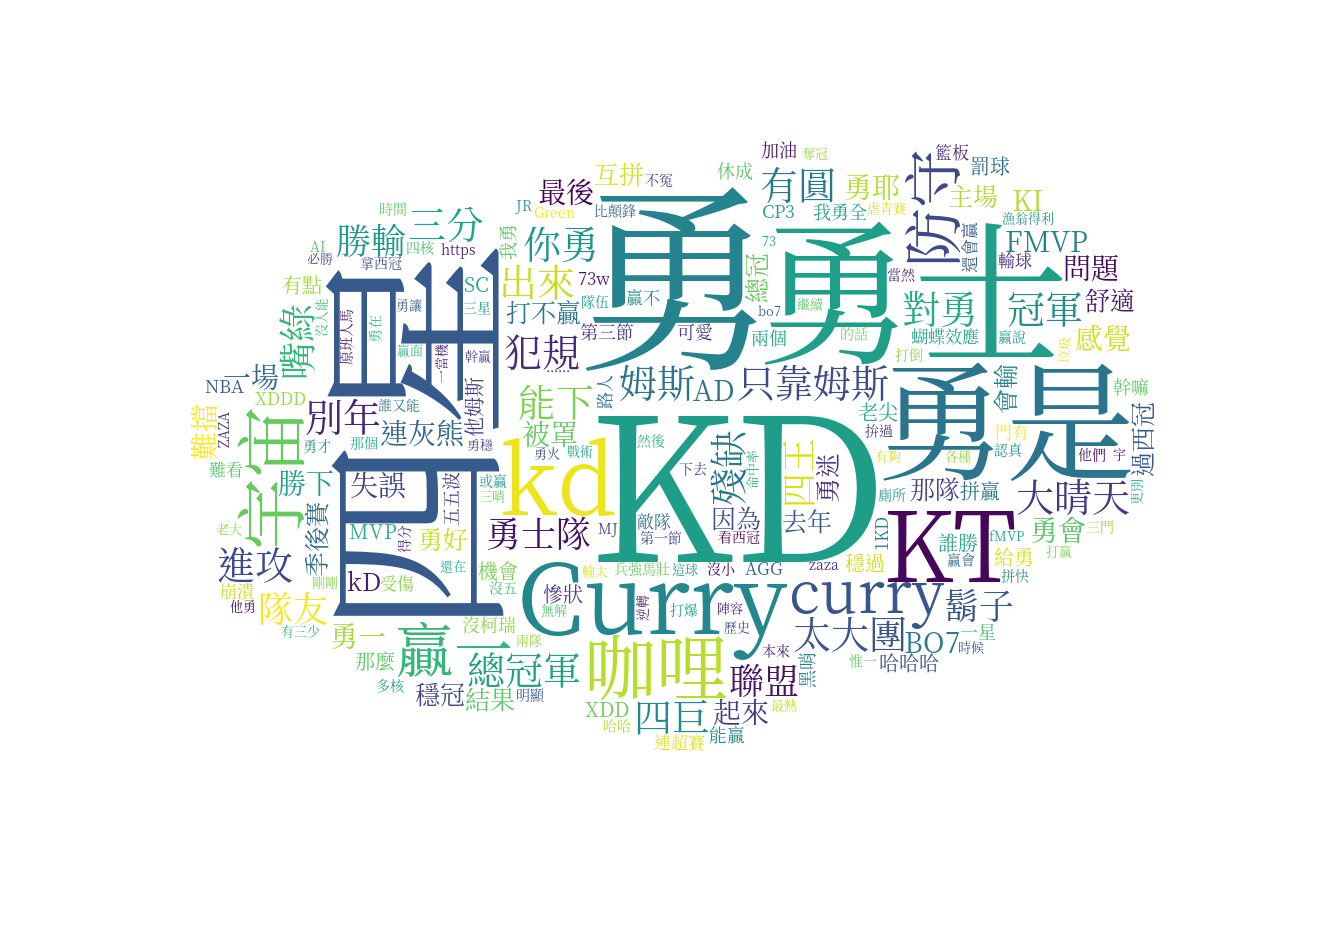 加油 奪冠
籃板
互拼 不冤
休成
罰球
最後
有圓
勇耶
防守
主場
KI
時間
三分
JR
Green
比顛鋒
CP3
我勇全
虐青賽
漁翁得利
AI
必勝
勝輸
四核
https
我勇
你勇
勇
73
勇士
還會贏
輸球
FMVP
拿西冠
有點
SC
出來
73w
隊伍
贏不
總冠
當然
問題
嘴綠
沒人能
勇在
勇讓
三星
打不贏
第三節
可愛
bo7
繼續
兩個
的話
對勇
冠軍
舒適
原班人馬
贏面
一當機
幹贏
犯規
......
打倒
蝴蝶效應
贏說
垃圾
感覺
一場
NBA
XDDD
誰又能
他姆斯
路人
姆斯
AD
只靠姆斯
勇是
會輸
幹嘛
難擋
ZAZA
宇宙
別年
勇才
那個
連灰熊
勇穩
能下
被罩
然後
老尖
拚過
門有
過西冠
難看
勝下
失誤
五五波
或贏
三哨
kd
KD
勇火
戰術
下去
殘缺
命中率
四王
勇迷
有夠
各種
認真
他們
宇
更別
廁所
那隊
拼贏
大晴天
老大
季後賽
MVP
得分
勇好
勇士隊
MJ
敵隊
第一節
因為
看西冠
去年
1KD
KT
誰勝
fMVP
勇會
三門
打贏
進攻
崩潰
剛剛
kD
受傷
還在
機會
沒五
慘狀
輸太
兵強馬壯
這球
沒小
AGG
zaza
穩過
贏會
給勇
拼快
他勇
隊友
有三少
勇一
沒柯瑞
Curry
無解
逆轉
打爆
陣容
歷史
curry
鬍子
那麼
贏一
兩隊
太大團
BO7
一星
時候
多核
穩冠
總冠軍
結果
明顯
咖哩
聯盟
本來
黑哨
惟一
哈哈哈
XDD
哈哈
四巨
起來
最熱
連超賽
能贏